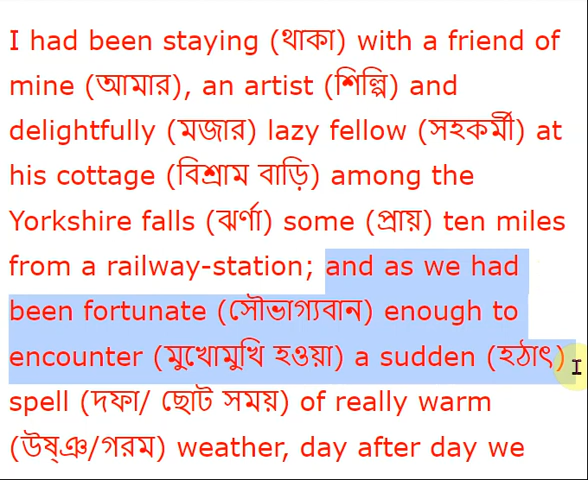 I had been staying (থাকা) with a friend of
mine (আমার), an artist (শিল্পি) and
delightfully (মজার) lazy fellow (সহকর্মী) at
his cottage (বিশ্রাম বাড়ি) among the
Yorkshire falls (ঝর্ণা) some (প্রায়) ten miles
from a railway-station; and as we had
been fortunate (সৌভাগ্যবান) enough to
encounter (মুখোমুখি হওয়া) a sudden (হঠাৎ)
spell (দফা/ ছোট সময়) of really warm
(উষ্ঞ/গরম) weather, day after day we